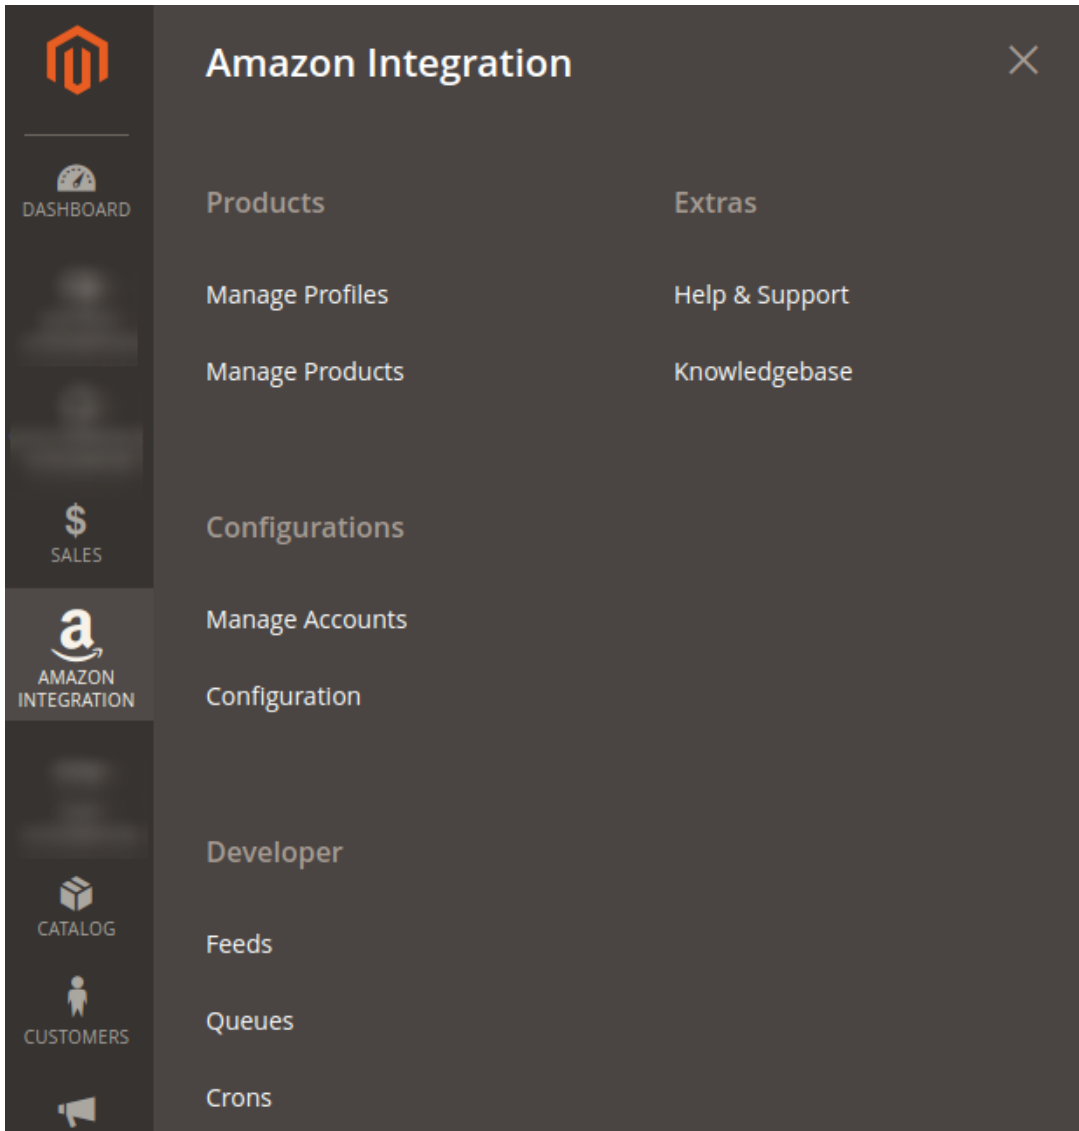 Amazon Integration
DASHBOARD
SALES
AMAZON
INTEGRATION
CATALOG
CUSTOMERS
Products
Manage Profiles
Manage Products
Configurations
Manage Accounts
Configuration
Developer
Feeds
Queues
Crons
Extras
Help & Support
Knowledgebase